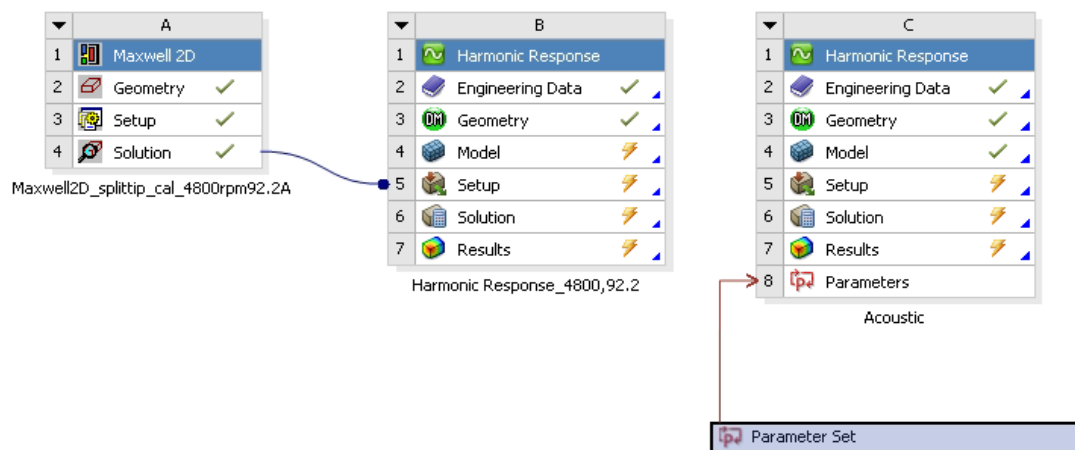 A
1 Maxwell 2D
2 Geometry
3 Setup
4 Solution
Maxwell2D_splittip_cal_4800rpm92.2A
B
1 Harmonic Response
2 Engineering Data
3 DM Geometry
4 Model
5 Setup
6 Solution
7 Results
Harmonic Response_4800,92.2
C
1 Harmonic Response
2 Engineering Data
3 DM Geometry
4 Model
5 Setup
6 Solution
7 Results
8 Parameters
Acoustic
Parameter Set